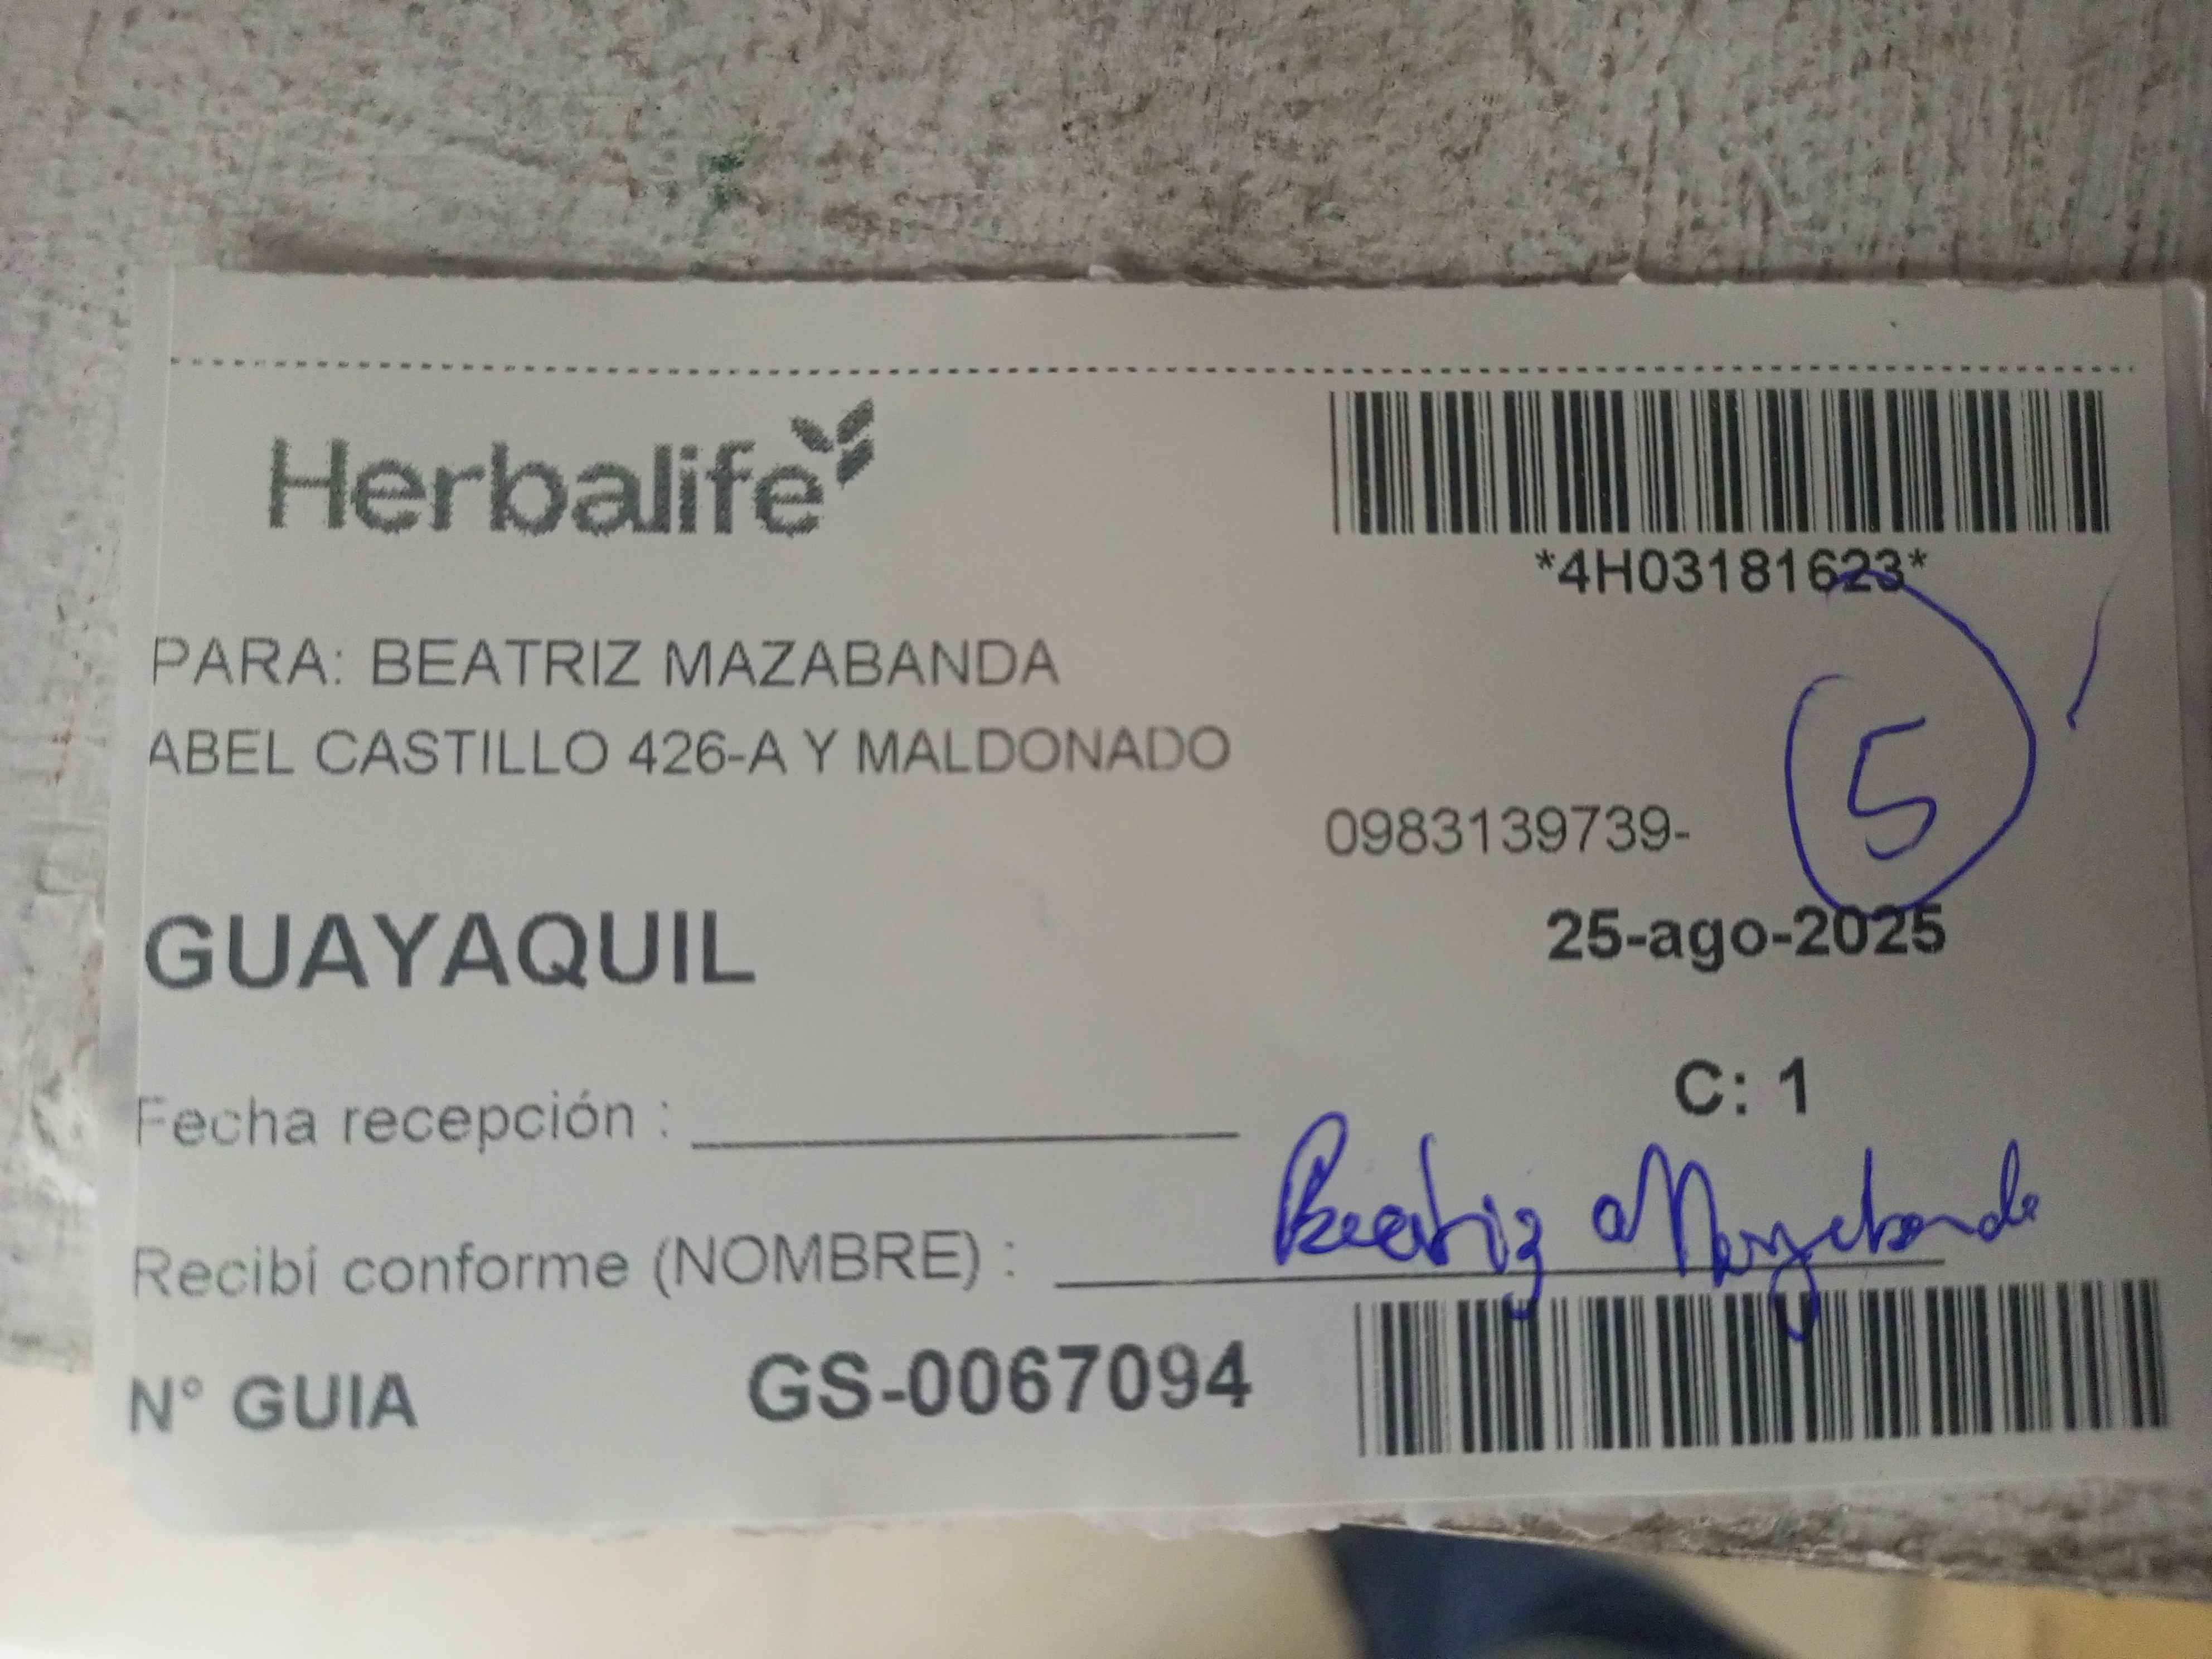 Herbalife
*4H03181623*
PARA: BEATRIZ MAZABANDA
ABEL CASTILLO 426-A Y MALDONADO
0983139739-
5
GUAYAQUIL
25-ago-2025
C: 1
Fecha recepción :
Recibí conforme (NOMBRE) : Beatriz a Mazabanda
N° GUIA GS-0067094